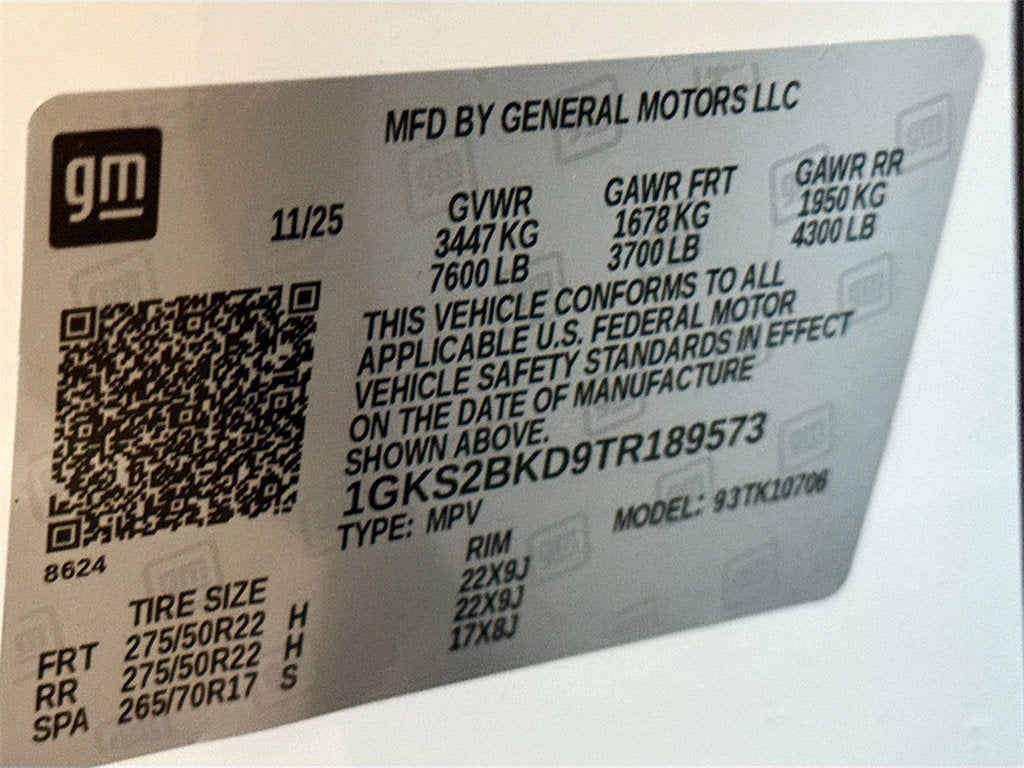 gm
MFD BY GENERAL MOTORS LLC
11/25
GVWR GAWR FRT GAWR RR
3447 KG 1678 KG 1950 KG
7600 LB 3700 LB 4300 LB
THIS VEHICLE CONFORMS TO ALL
APPLICABLE U.S. FEDERAL MOTOR
VEHICLE SAFETY STANDARDS IN EFFECT
ON THE DATE OF MANUFACTURE
SHOWN ABOVE.
1GKS2BKD9TR189573
TYPE: MPV MODEL: 93TK10706
8624
TIRE SIZE RIM
FRT 275/50R22 H 22X9J
RR 275/50R22 H 22X9J
SPA 265/70R17 S 17X8J